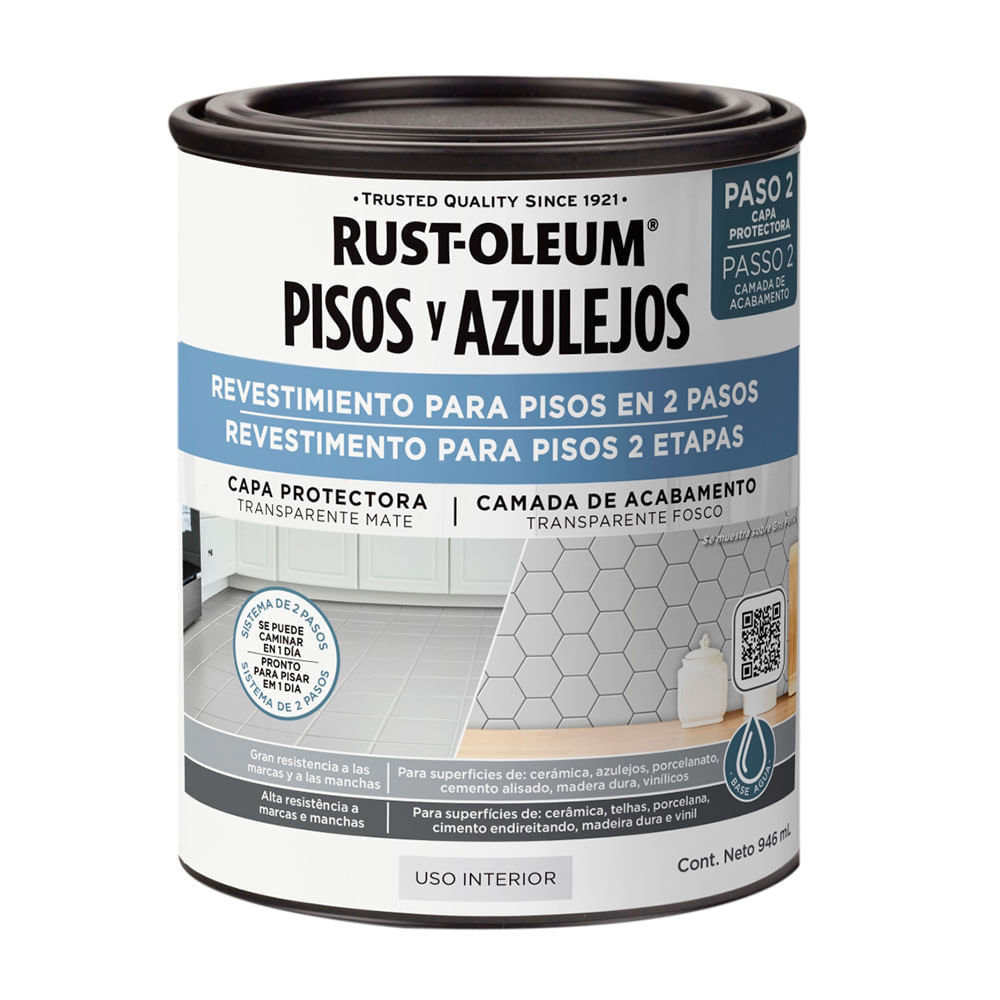 •TRUSTED QUALITY SINCE 1921•
RUST-OLEUM®
PISOS y AZULEJOS
PASO 2
CAPA
PROTECTORA
PASSO 2
CAMADA DE
ACABAMENTO
REVESTIMIENTO PARA PISOS EN 2 PASOS
REVESTIMENTO PARA PISOS 2 ETAPAS
CAPA PROTECTORA
TRANSPARENTE MATE
CAMADA DE ACABAMENTO
TRANSPARENTE FOSCO
Se muestra sobre Gris
SISTEMA DE 2 PASOS
SE PUEDE
CAMINAR
EN 1 DÍA
PRONTO
PARA PISAR
EM 1 DIA
SISTEMA DE 2 PASOS
Gran resistencia a las
marcas y a las manchas
Para superficies de: cerámica, azulejos, porcelanato,
cemento alisado, madera dura, vinílicos
Alta resistência a
marcas e manchas
Para superfícies de: cerâmica, telhas, porcelana,
cimento endireitando, madeira dura e vinil
• BASE AGUA •
USO INTERIOR
Cont. Neto 946 mL